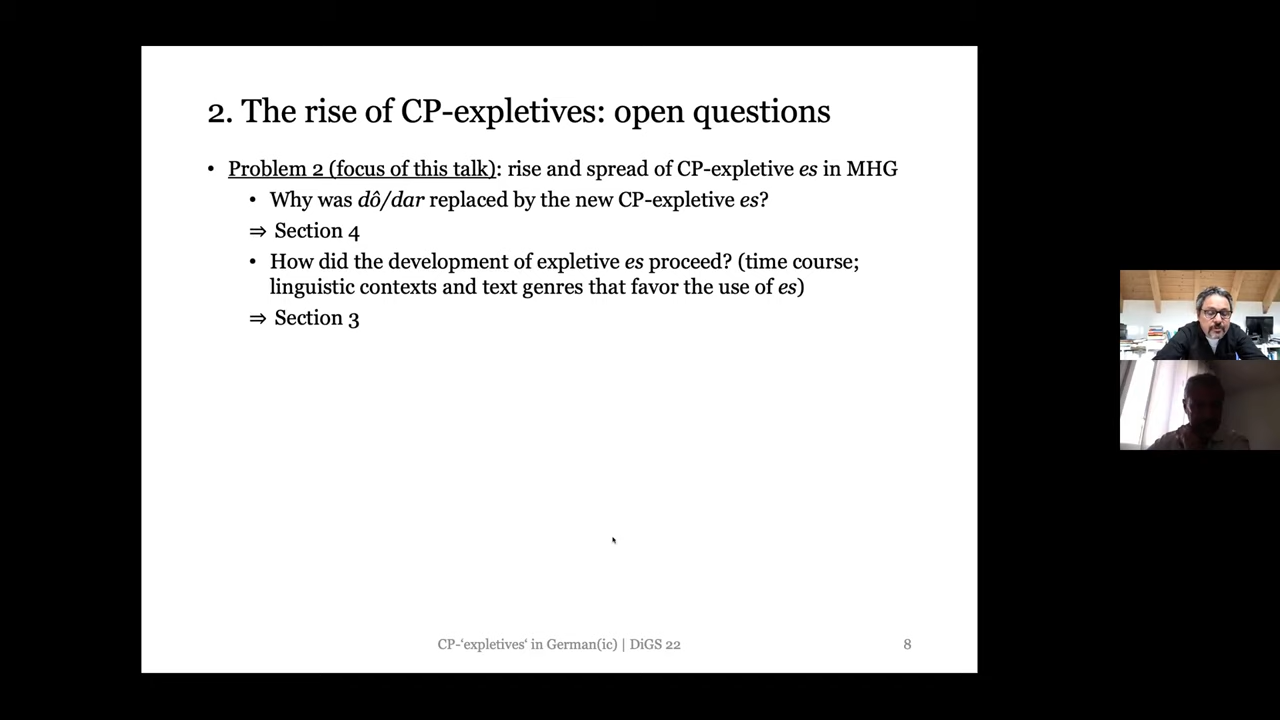 2. The rise of CP-expletives: open questions
• Problem 2 (focus of this talk): rise and spread of CP-expletive es in MHG
• Why was dô/dar replaced by the new CP-expletive es?
⇒ Section 4
• How did the development of expletive es proceed? (time course;
linguistic contexts and text genres that favor the use of es)
⇒ Section 3
CP-‘expletives‘ in German(ic) | DiGS 22
8